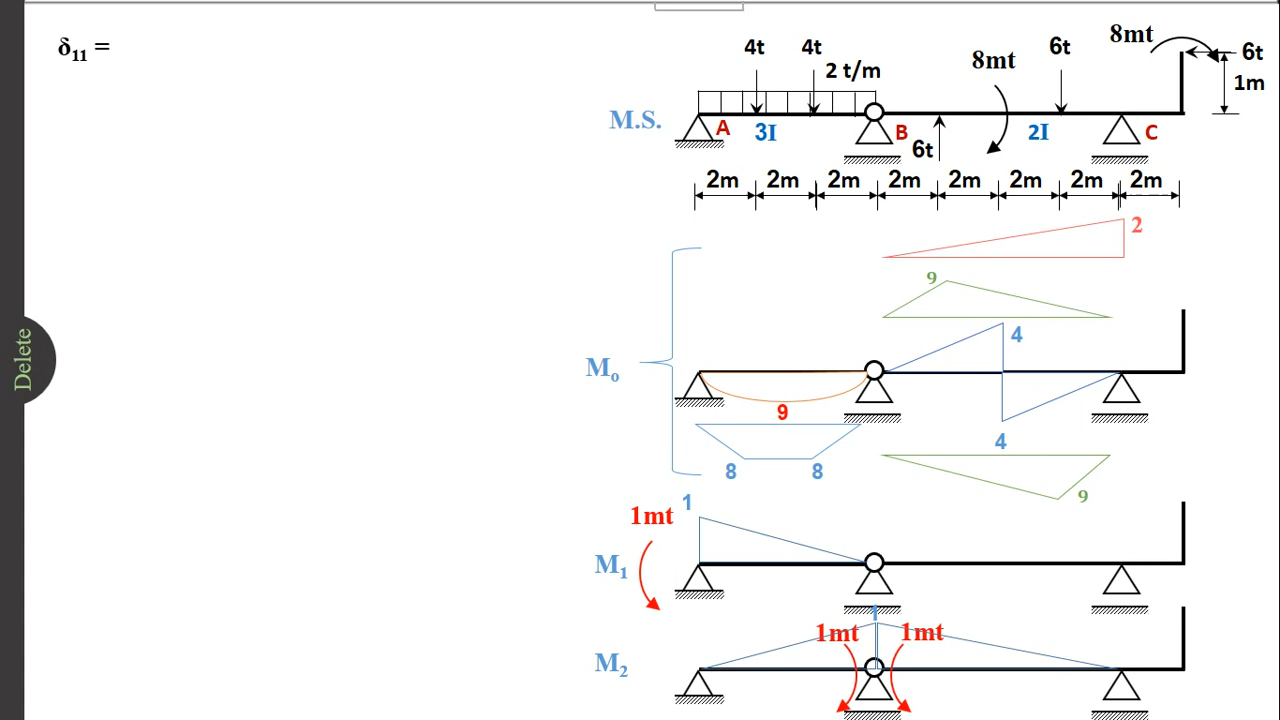 δ11 =
8mt
4t 4t 6t 6t
2 t/m 8mt 1m
M.S. A 3I B 2I C
6t
2m 2m 2m 2m 2m 2m 2m 2m
2
9
4
Mo
Delete
9
4
8 8
9
1
1mt
M1
1
1mt 1mt
M2